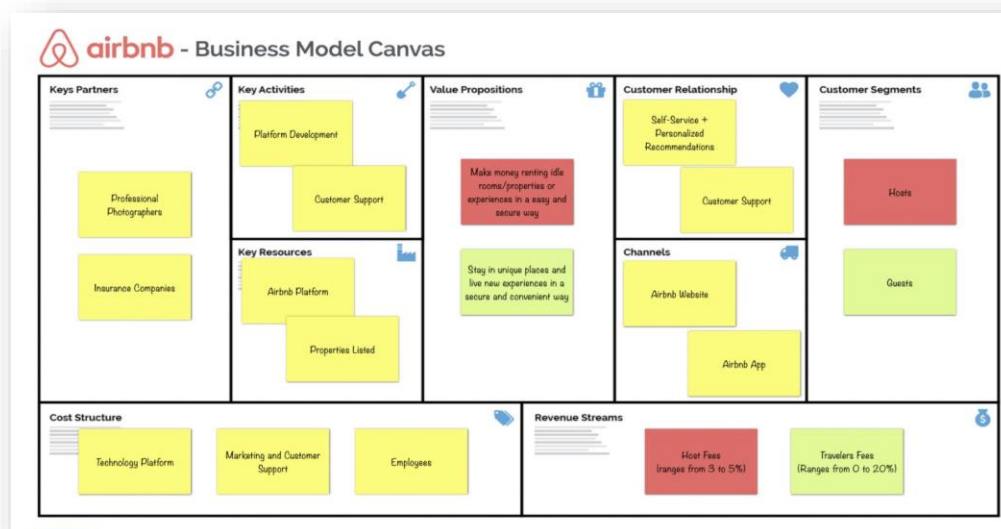 airbnb - Business Model Canvas
Keys Partners
Professional
Photographers
Insurance Companies
Key Activities
Platform Development
Customer Support
Key Resources
Airbnb Platform
Properties Listed
Value Propositions
Make money renting idle
rooms/properties or
experiences in a easy and
secure way
Stay in unique places and
live new experiences in a
secure and convenient way
Customer Relationship
Self-Service +
Personalized
Recommendations
Customer Support
Channels
Airbnb Website
Airbnb App
Customer Segments
Hosts
Guests
Cost Structure
Technology Platform
Marketing and Customer
Support
Employees
Revenue Streams
Host Fees
(ranges from 3 to 5%)
Travelers Fees
(Ranges from 0 to 20%)